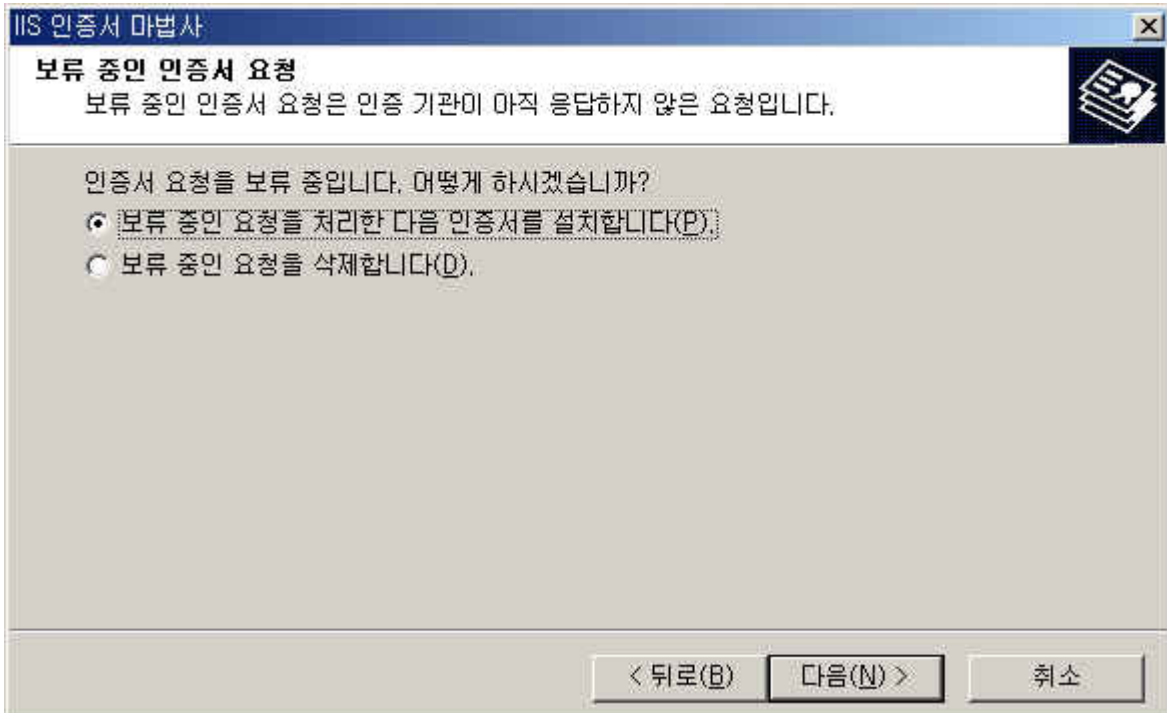 IIS 인증서 마법사
보류 중인 인증서 요청
보류 중인 인증서 요청은 인증 기관이 아직 응답하지 않은 요청입니다.
인증서 요청을 보류 중입니다. 어떻게 하시겠습니까?
보류 중인 요청을 처리한 다음 인증서를 설치합니다(P).
보류 중인 요청을 삭제합니다(D).
< 뒤로(B) 다음(N) > 취소